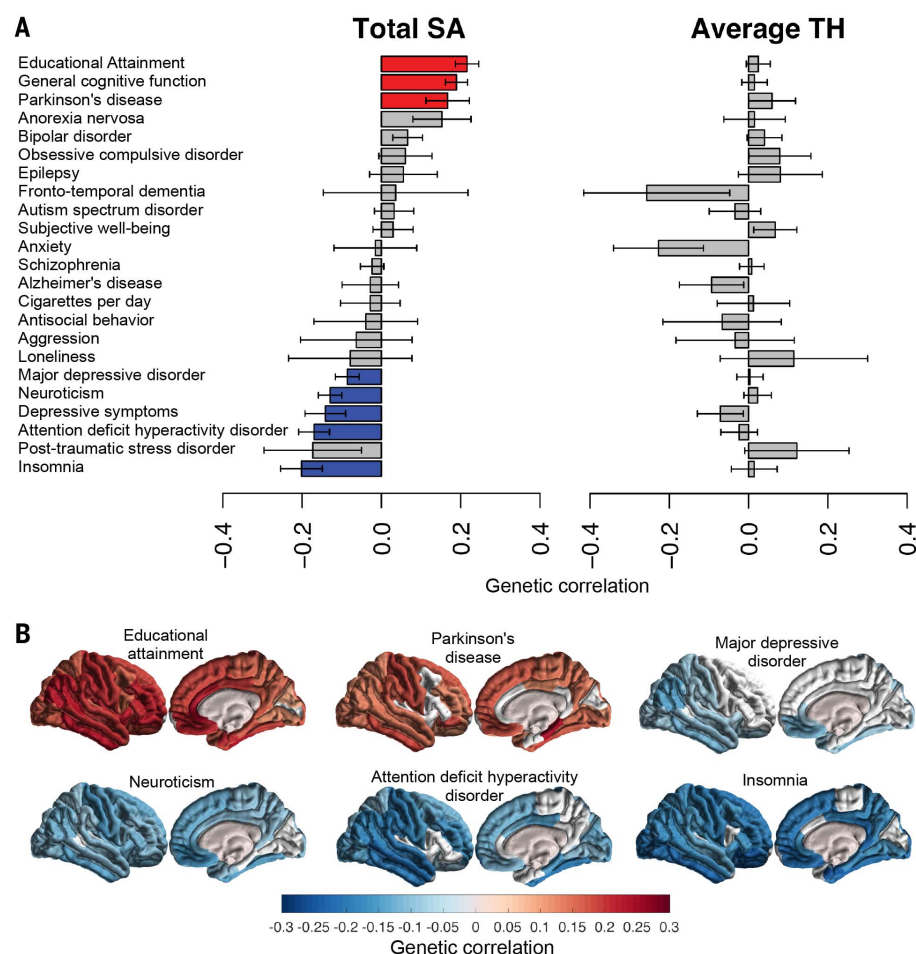 A
Total SA
Average TH
Educational Attainment
General cognitive function
Parkinson's disease
Anorexia nervosa
Bipolar disorder
Obsessive compulsive disorder
Epilepsy
Fronto-temporal dementia
Autism spectrum disorder
Subjective well-being
Anxiety
Schizophrenia
Alzheimer's disease
Cigarettes per day
Antisocial behavior
Aggression
Loneliness
Major depressive disorder
Neuroticism
Depressive symptoms
Attention deficit hyperactivity disorder
Post-traumatic stress disorder
Insomnia
−0.4 −0.2 0.0 0.2 0.4
−0.4 −0.2 0.0 0.2 0.4
Genetic correlation
B
Educational
attainment
Parkinson's
disease
Major depressive
disorder
Neuroticism
Attention deficit hyperactivity
disorder
Insomnia
-0.3 -0.25 -0.2 -0.15 -0.1 -0.05 0 0.05 0.1 0.15 0.2 0.25 0.3
Genetic correlation